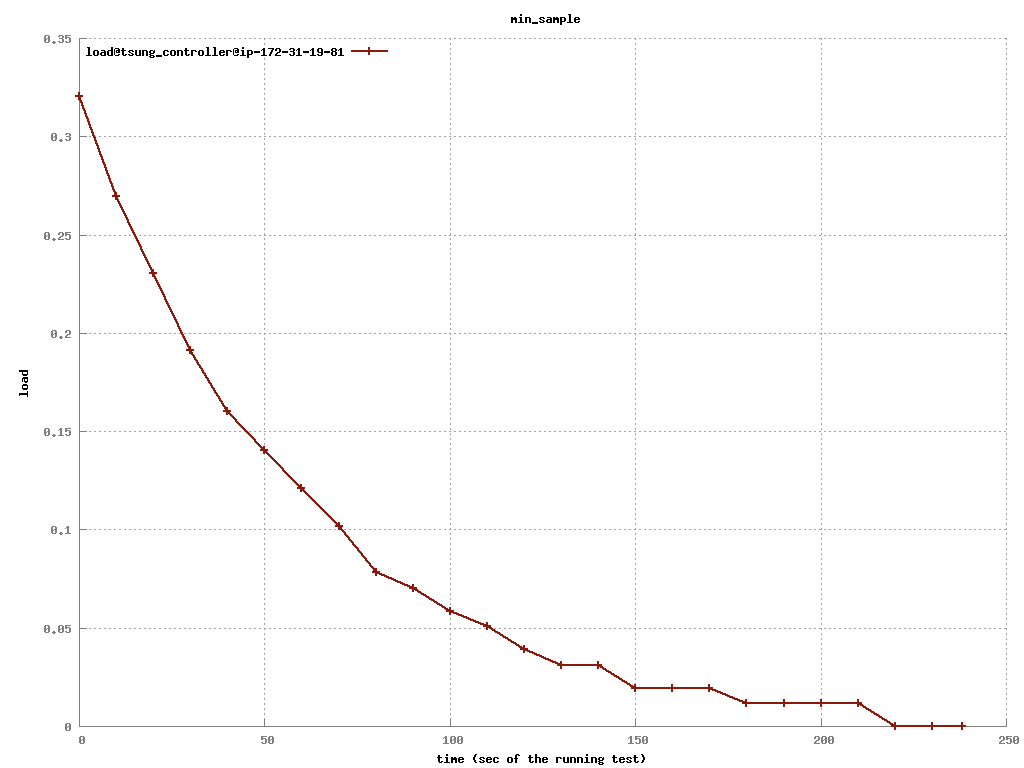 min_sample
load@tsung_controller@ip-172-31-19-81
0.35
0.3
0.25
0.2
0.15
0.1
0.05
0
load
0 50 100 150 200 250
time (sec of the running test)